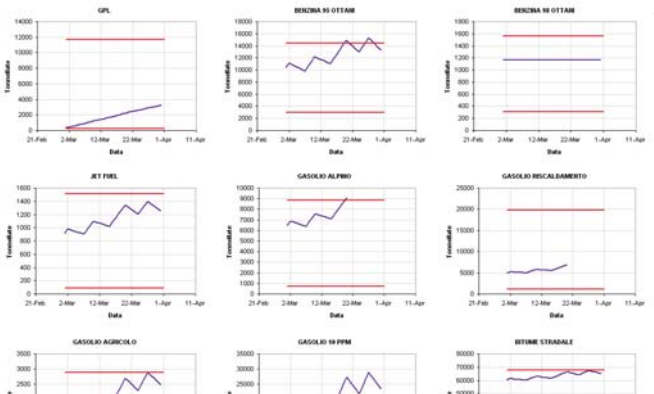 GPL
14000
12000
10000
8000
6000
4000
2000
0
Tonnellate
21-Feb 2-Mar 12-Mar 22-Mar 1-Apr 11-Apr
Data
BENZINA 95 OTTANI
18000
16000
14000
12000
10000
8000
6000
4000
2000
0
Tonnellate
21-Feb 2-Mar 12-Mar 22-Mar 1-Apr 11-Apr
Data
BENZINA 98 OTTANI
1800
1600
1400
1200
1000
800
600
400
200
0
Tonnellate
21-Feb 2-Mar 12-Mar 22-Mar 1-Apr 11-Apr
Data
JET FUEL
1600
1400
1200
1000
800
600
400
200
0
Tonnellate
21-Feb 2-Mar 12-Mar 22-Mar 1-Apr 11-Apr
Data
GASOLIO ALPINO
10000
9000
8000
7000
6000
5000
4000
3000
2000
1000
0
Tonnellate
21-Feb 2-Mar 12-Mar 22-Mar 1-Apr 11-Apr
Data
GASOLIO RISCALDAMENTO
25000
20000
15000
10000
5000
0
Tonnellate
21-Feb 2-Mar 12-Mar 22-Mar 1-Apr 11-Apr
Data
GASOLIO AGRICOLO
3500
3000
2500
GASOLIO 10 PPM
35000
30000
25000
BITUME STRADALE
80000
70000
60000